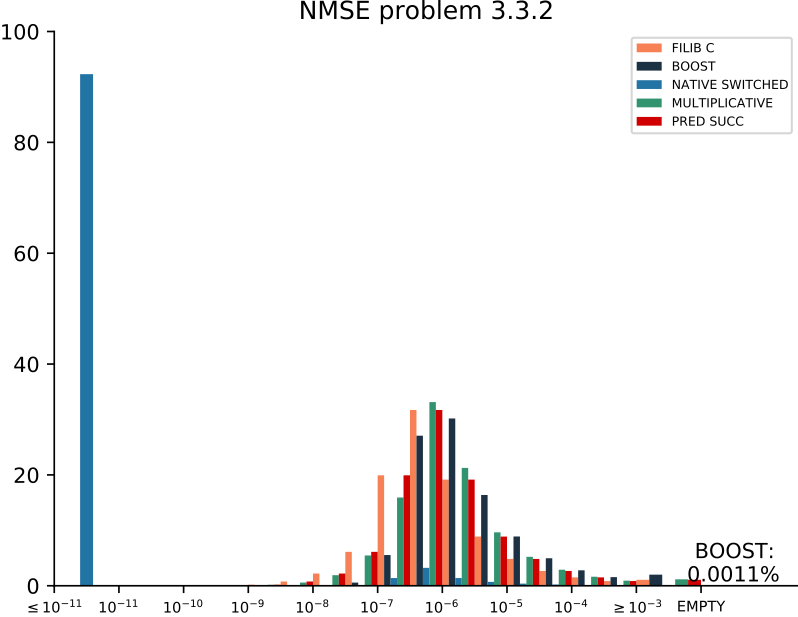 NMSE problem 3.3.2
100
80
60
40
20
0
FILIB C
BOOST
NATIVE SWITCHED
MULTIPLICATIVE
PRED SUCC
BOOST:
0.0011%
≤ 10⁻¹¹ 10⁻¹¹ 10⁻¹⁰ 10⁻⁹ 10⁻⁸ 10⁻⁷ 10⁻⁶ 10⁻⁵ 10⁻⁴ ≥ 10⁻³ EMPTY